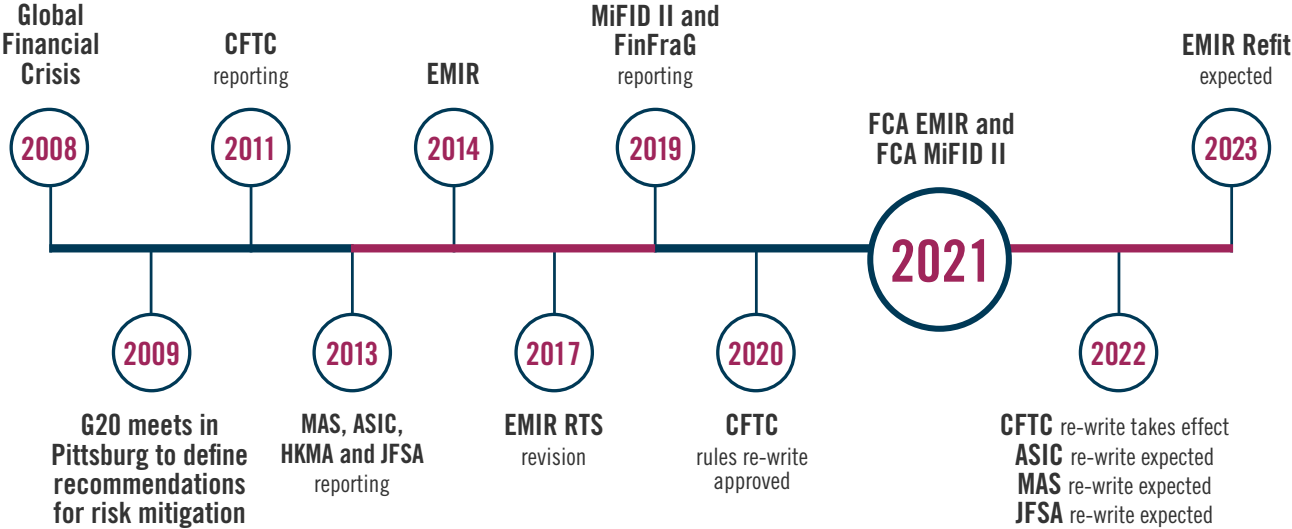 Global
Financial
Crisis
2008
G20 meets in
Pittsburg to define
recommendations
for risk mitigation
2009
CFTC
reporting
2011
MAS, ASIC,
HKMA and JFSA
reporting
2013
EMIR
2014
EMIR RTS
revision
2017
MiFID II and
FinFraG
reporting
2019
CFTC
rules re-write
approved
2020
FCA EMIR and
FCA MiFID II
2021
CFTC re-write takes effect
ASIC re-write expected
MAS re-write expected
JFSA re-write expected
2022
EMIR Refit
expected
2023